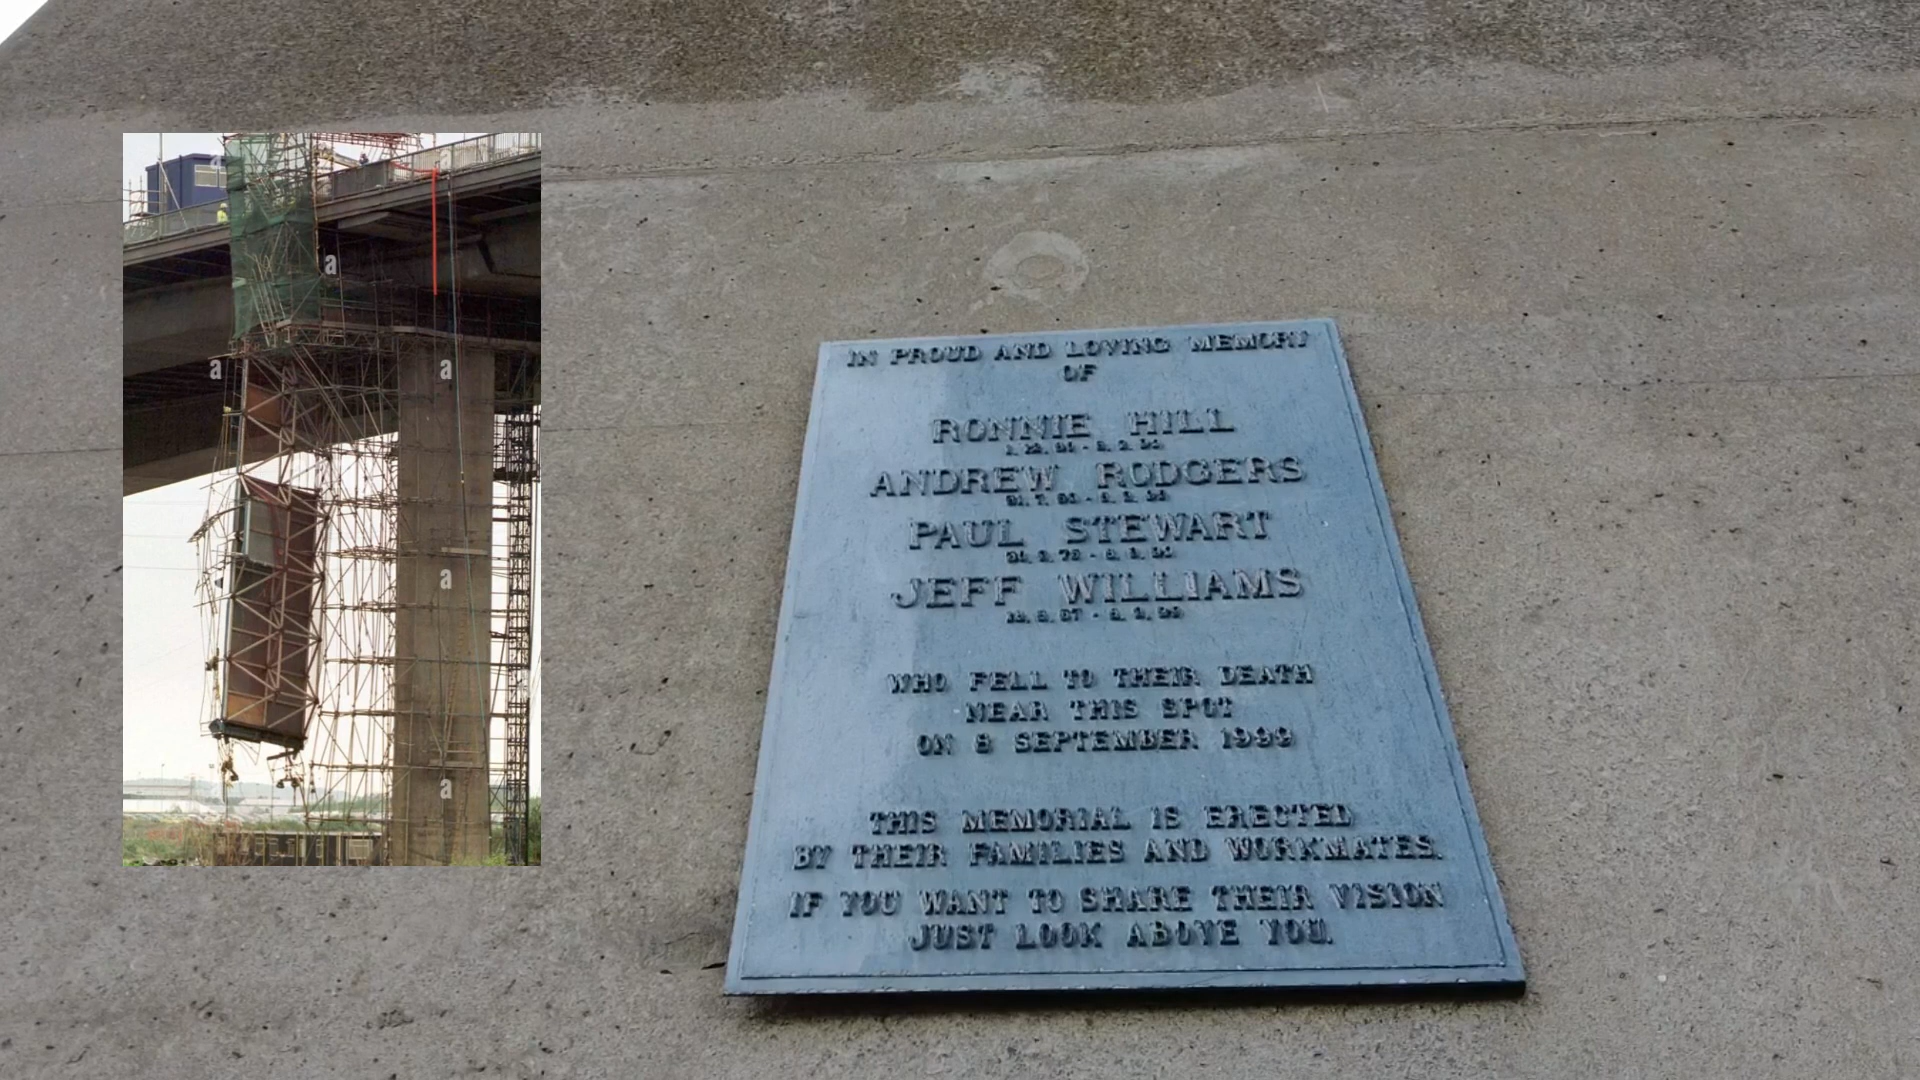 IN PROUD AND LOVING MEMORY
OF
RONNIE HILL
ANDREW RODGERS
PAUL STEWART
JEFF WILLIAMS
WHO FELL TO THEIR DEATH
NEAR THIS SPOT
ON 8 SEPTEMBER 1999
THIS MEMORIAL IS ERECTED
BY THEIR FAMILIES AND WORKMATES.
IF YOU WANT TO SHARE THEIR VISION
JUST LOOK ABOVE YOU.